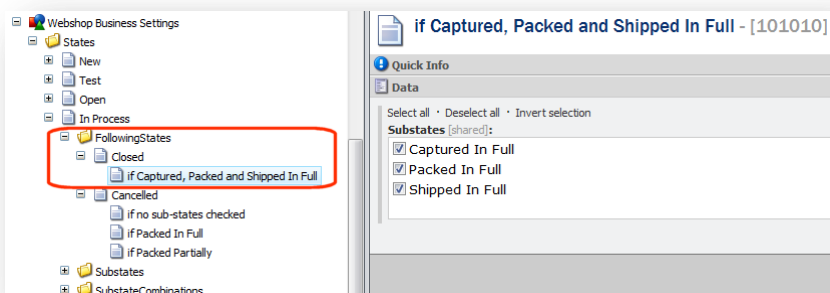 Webshop Business Settings
States
New
Test
Open
In Process
FollowingStates
Closed
if Captured, Packed and Shipped In Full
Cancelled
if no sub-states checked
if Packed In Full
if Packed Partially
Substates
SubstateCombinations
if Captured, Packed and Shipped In Full - [101010]
Quick Info
Data
Select all · Deselect all · Invert selection
Substates [shared]:
Captured In Full
Packed In Full
Shipped In Full